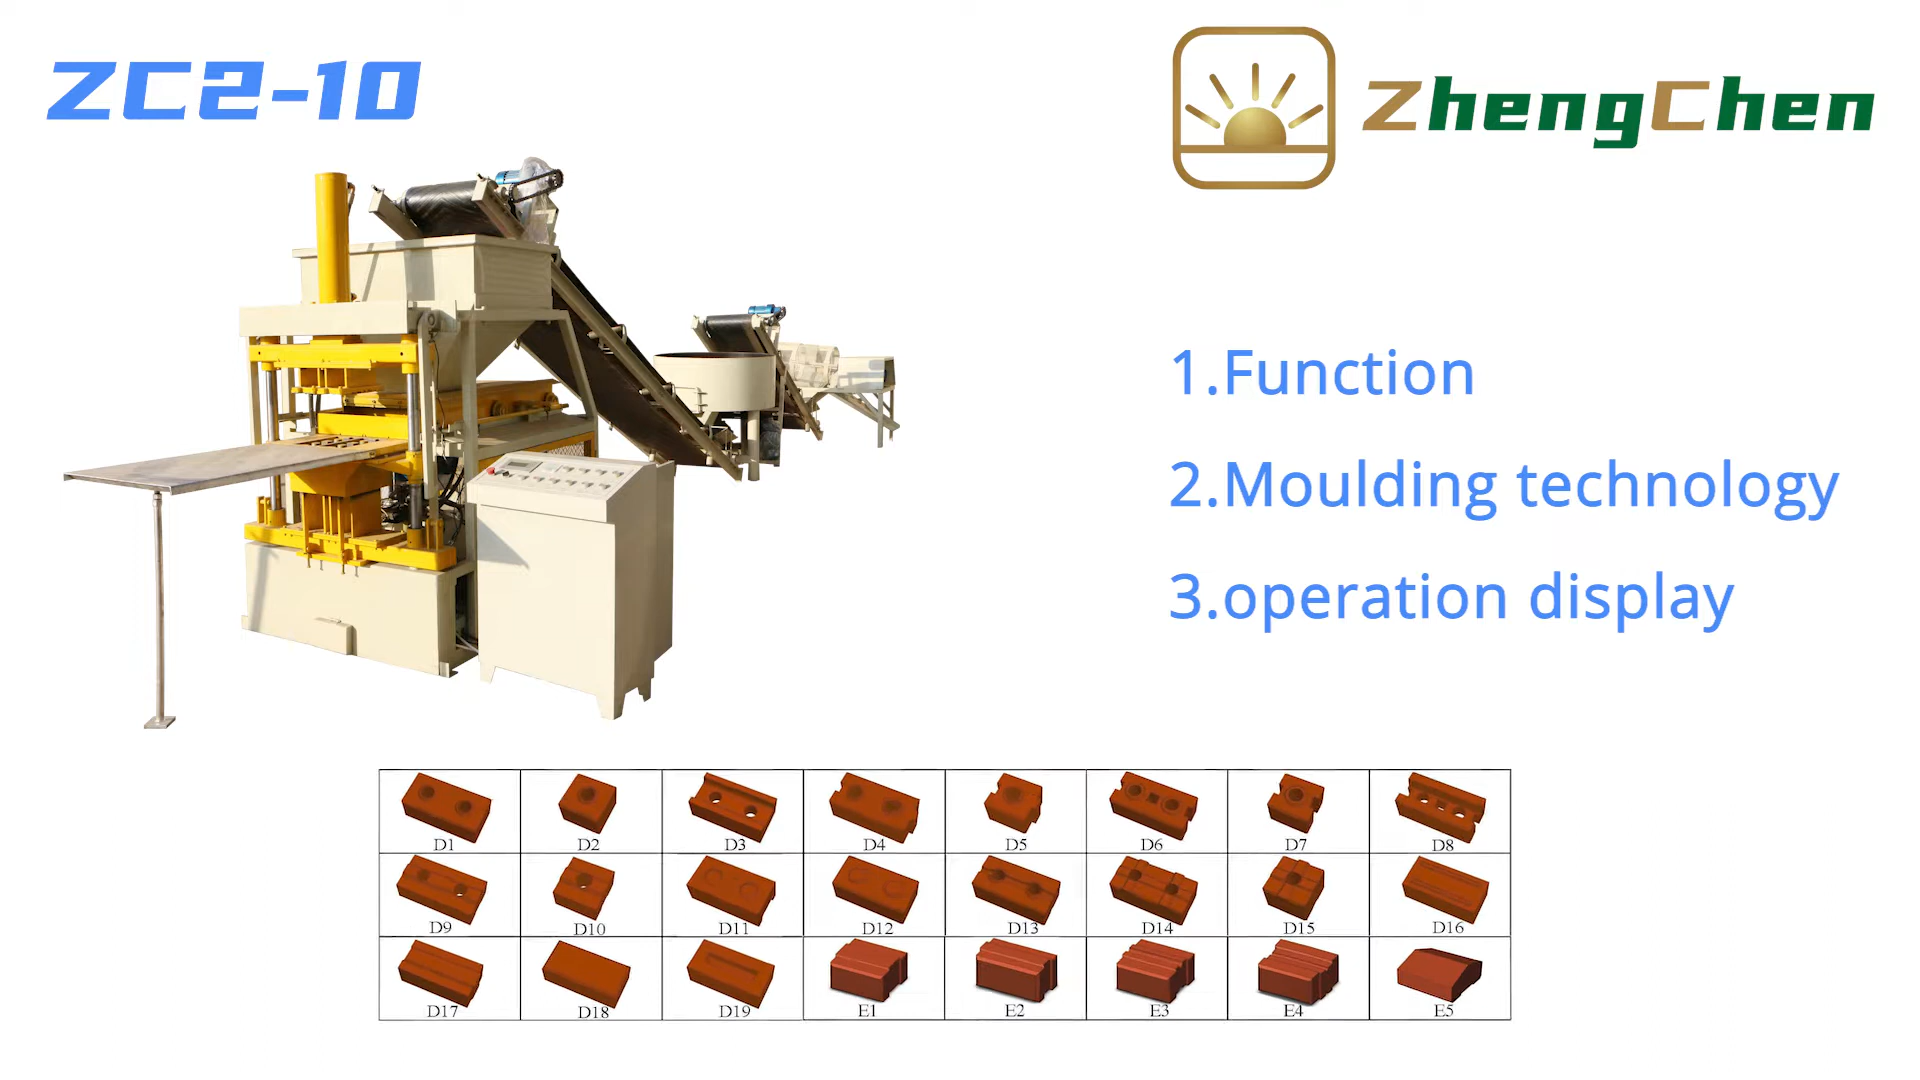 ZC2-10
ZhengChen
1.Function
2.Moulding technology
3.operation display
D1 D2 D3 D4 D5 D6 D7 D8
D9 D10 D11 D12 D13 D14 D15 D16
D17 D18 D19 E1 E2 E3 E4 E5